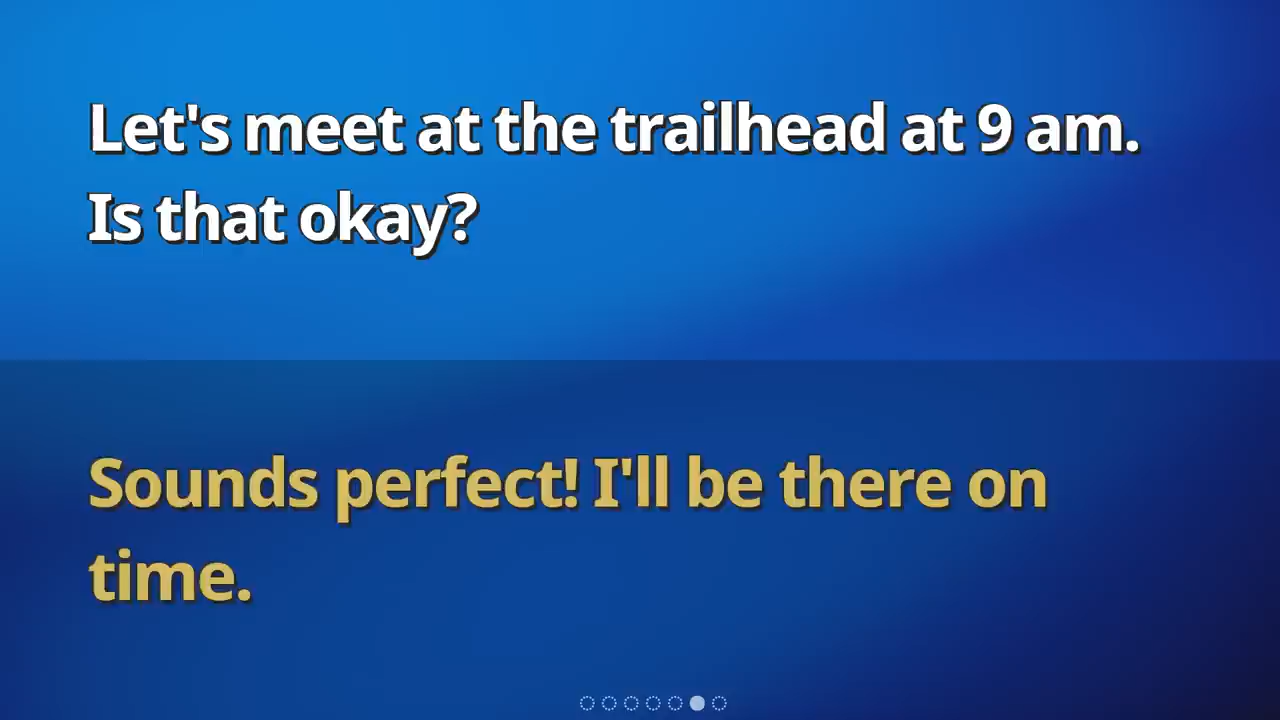 Let's meet at the trailhead at 9 am.
Is that okay?
Sounds perfect! I'll be there on
time.